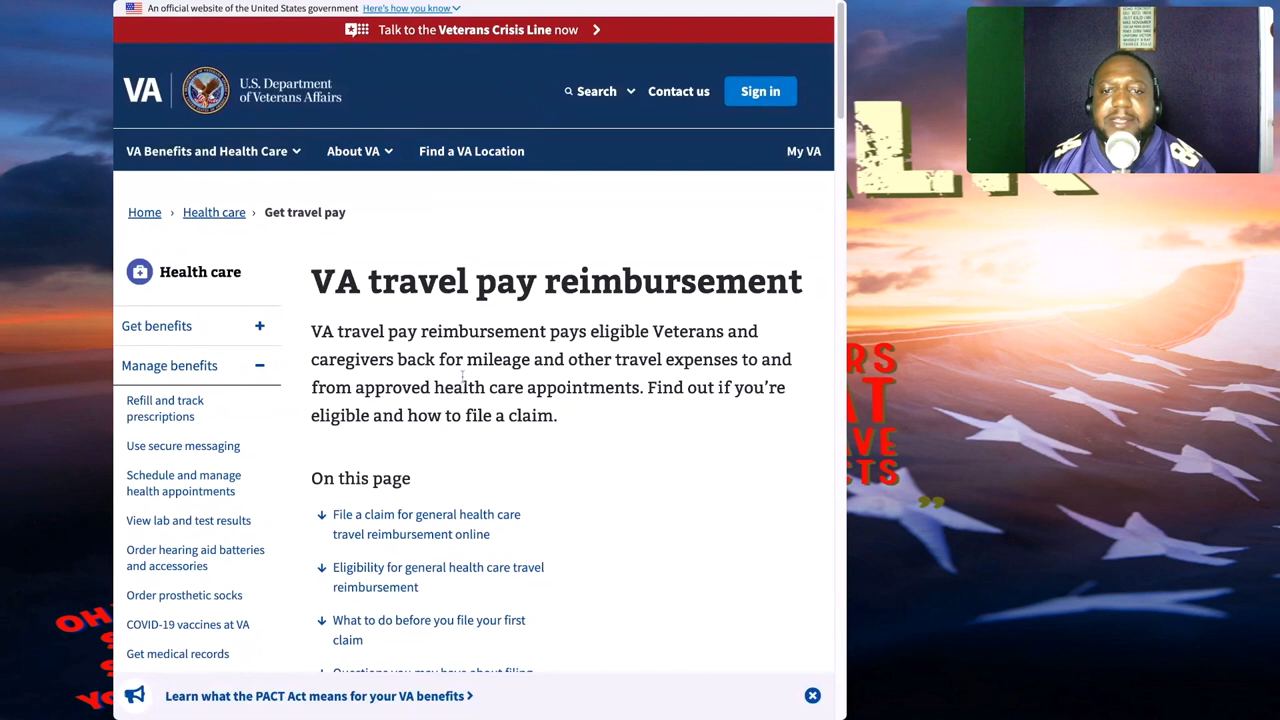 An official website of the United States government Here's how you know
Talk to the Veterans Crisis Line now
VA
U.S. Department
of Veterans Affairs
Search
Contact us
Sign in
VA Benefits and Health Care
About VA
Find a VA Location
My VA
Home › Health care › Get travel pay
Health care
Get benefits
Manage benefits
Refill and track
prescriptions
Use secure messaging
Schedule and manage
health appointments
View lab and test results
Order hearing aid batteries
and accessories
Order prosthetic socks
COVID-19 vaccines at VA
Get medical records
VA travel pay reimbursement
VA travel pay reimbursement pays eligible Veterans and
caregivers back for mileage and other travel expenses to and
from approved health care appointments. Find out if you’re
eligible and how to file a claim.
On this page
File a claim for general health care
travel reimbursement online
Eligibility for general health care travel
reimbursement
What to do before you file your first
claim
Questions you may have about filing
Learn what the PACT Act means for your VA benefits